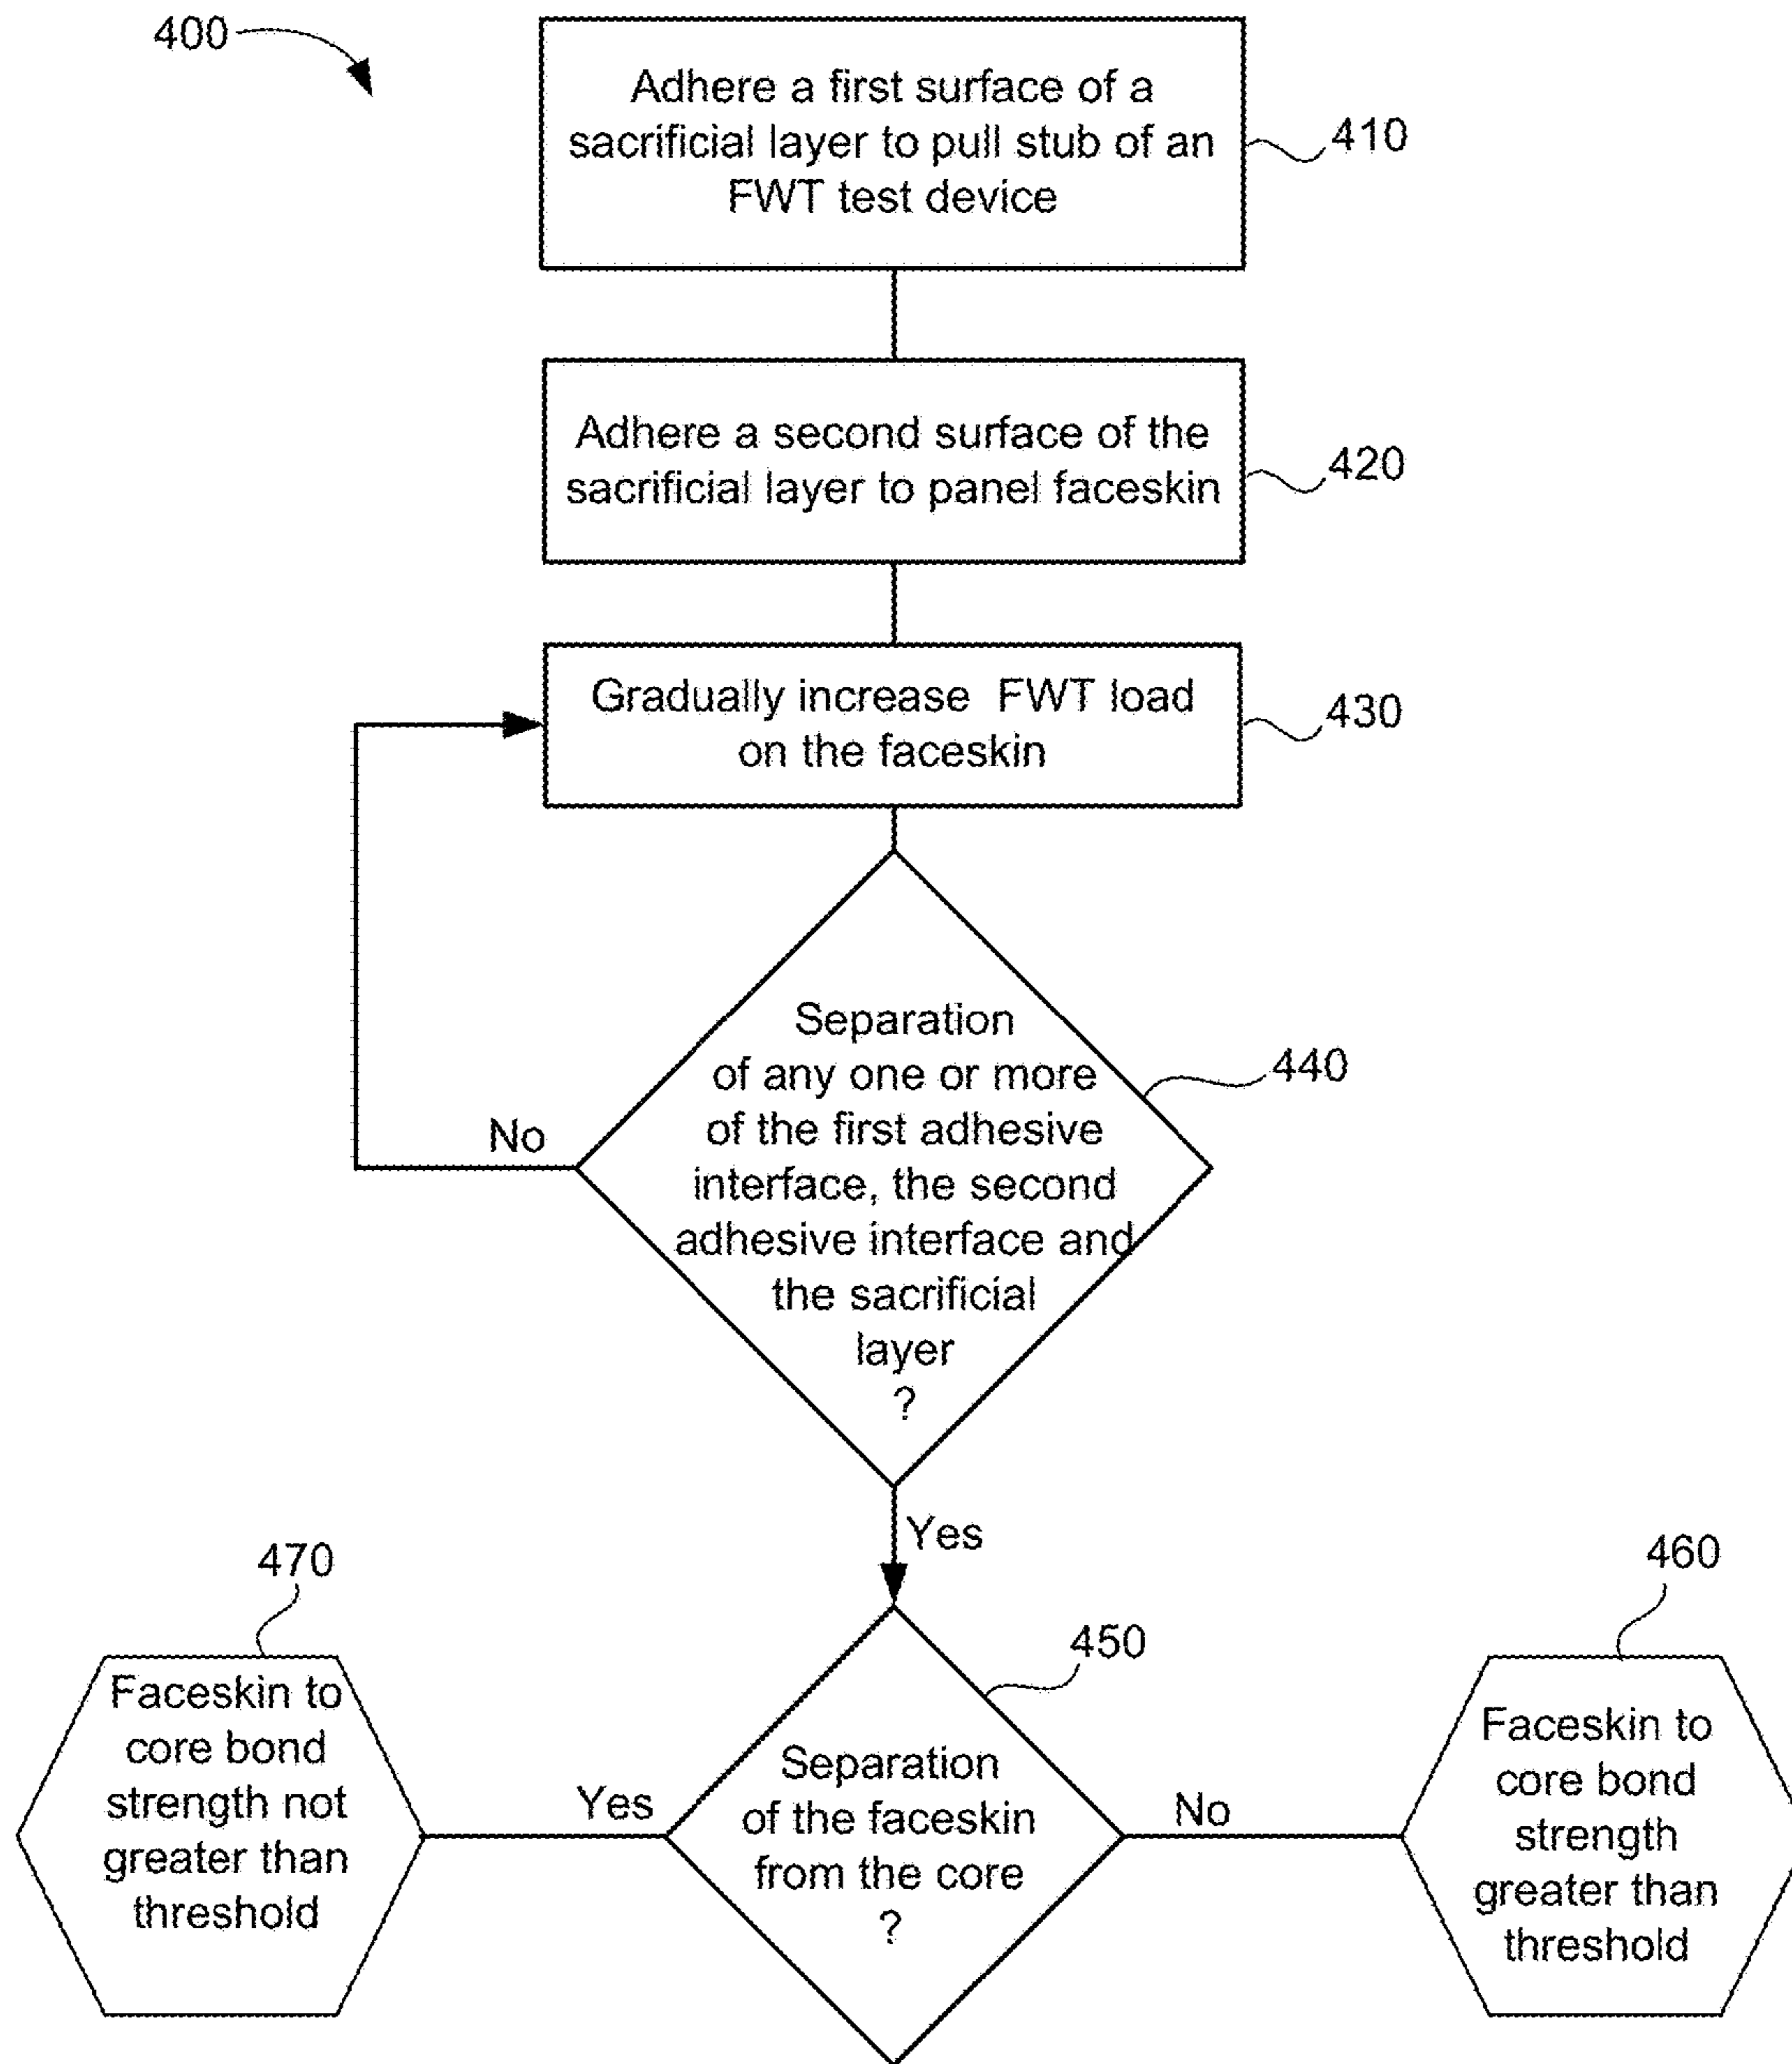 400
Adhere a first surface of a
sacrificial layer to pull stub of an
FWT test device
410
Adhere a second surface of the
sacrificial layer to panel faceskin
420
Gradually increase FWT load
on the faceskin
430
Separation
of any one or more
of the first adhesive
interface, the second
adhesive interface and
the sacrificial
layer
?
440
No
Yes
470
Faceskin to
core bond
strength not
greater than
threshold
Yes
450
Separation
of the faceskin
from the core
?
No
460
Faceskin to
core bond
strength
greater than
threshold